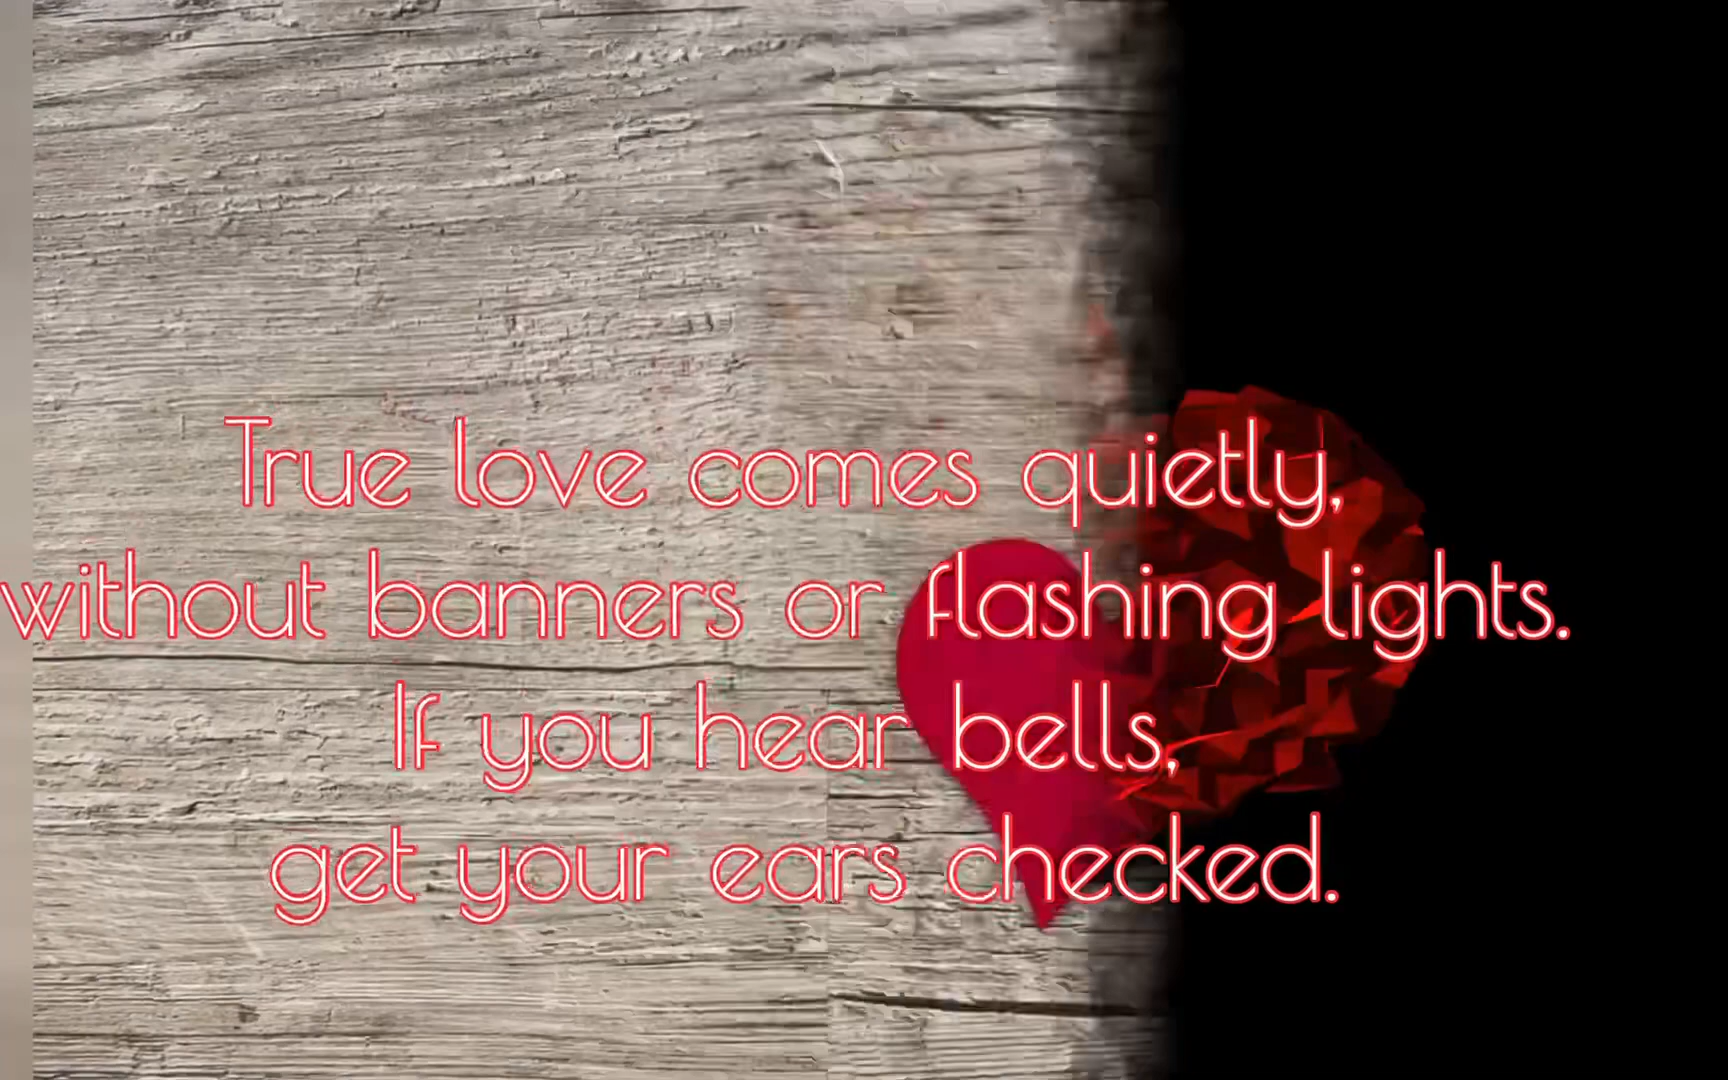 True love comes quietly,
without banners or flashing lights.
If you hear bells,
get your ears checked.